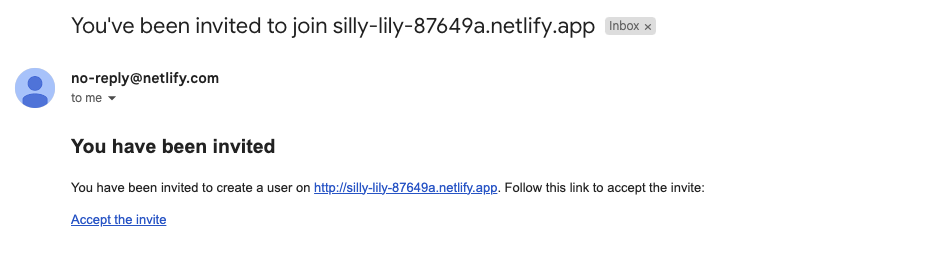 You've been invited to join silly-lily-87649a.netlify.app Inbox ×
no-reply@netlify.com
to me
You have been invited
You have been invited to create a user on http://silly-lily-87649a.netlify.app. Follow this link to accept the invite:
Accept the invite